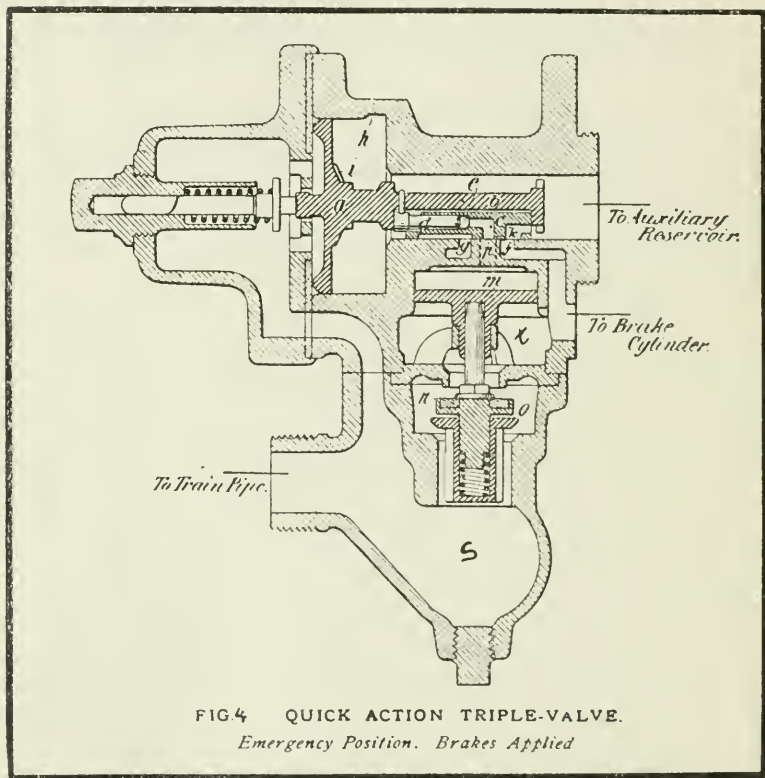 h
i
a
c
b
d
c
k
g
p
f
m
To Auxiliary
Reservoir.
To Brake
Cylinder.
x
n
o
To Train Pipe.
S
FIG.4 QUICK ACTION TRIPLE-VALVE.
Emergency Position. Brakes Applied